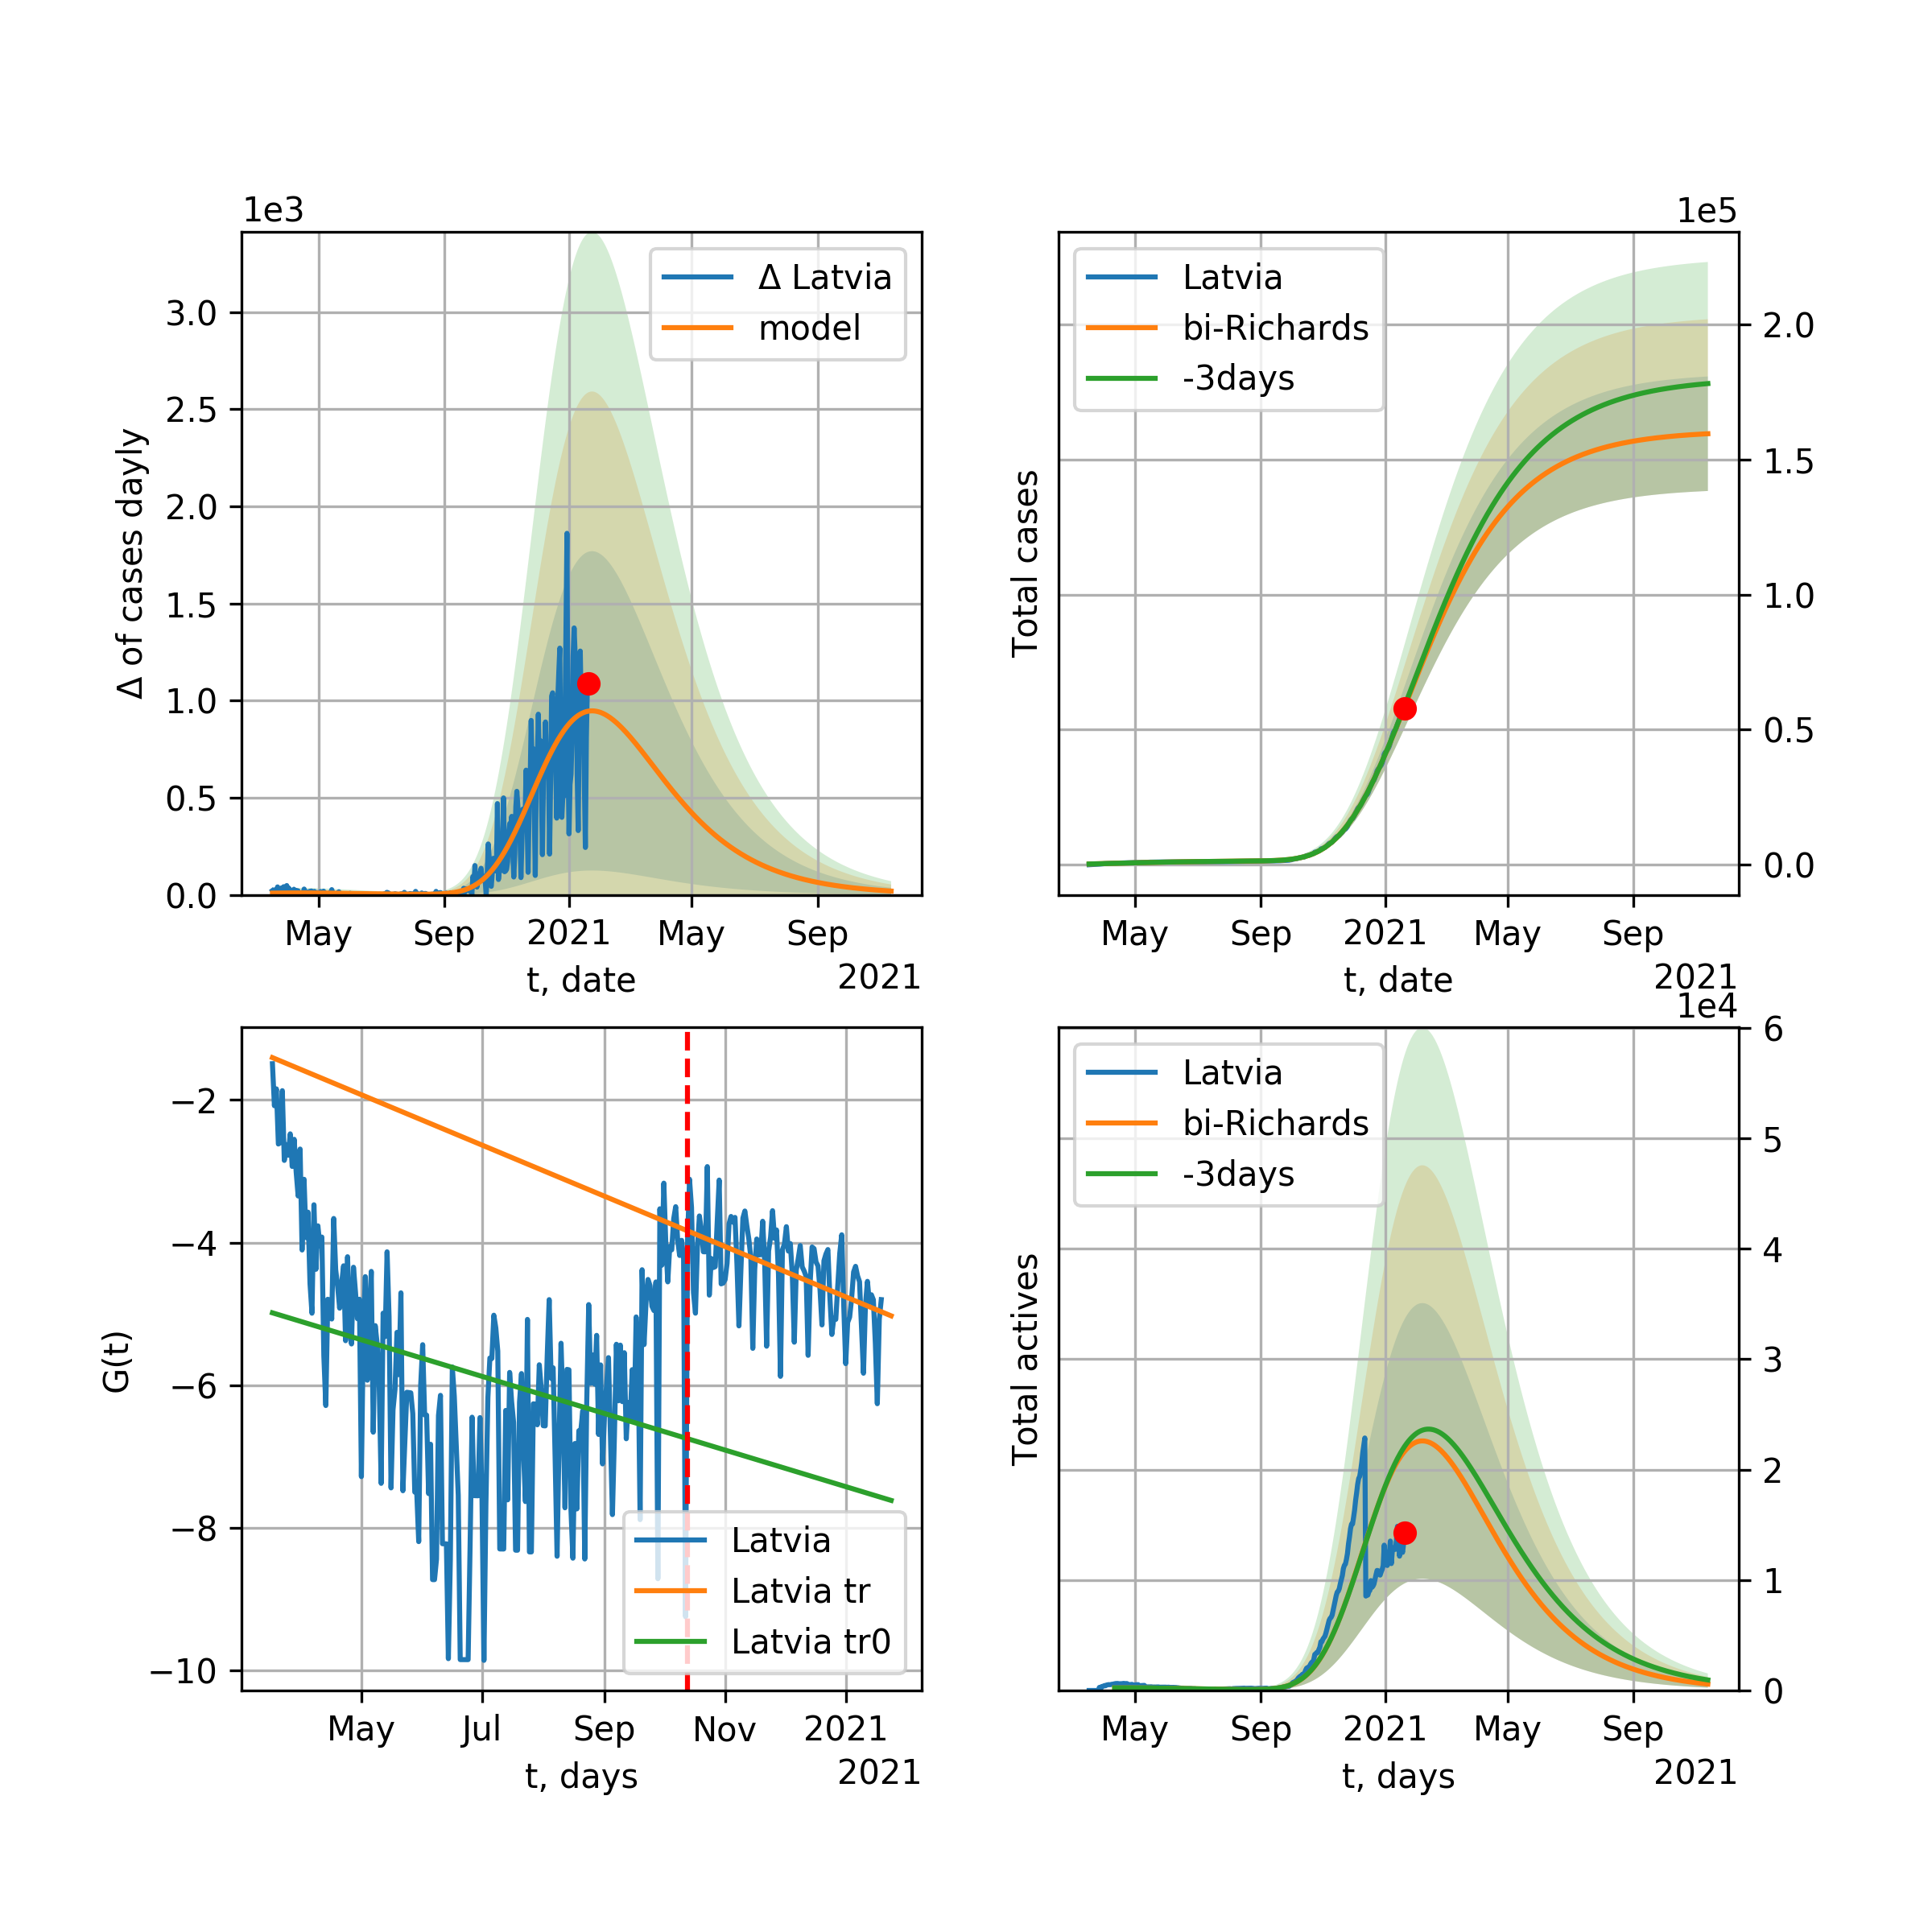 1e3
Δ of cases dayly
3.0
2.5
2.0
1.5
1.0
0.5
0.0
Δ Latvia
model
May Sep 2021 May Sep
t, date
2021
1e5
Total cases
Latvia
bi-Richards
-3days
2.0
1.5
1.0
0.5
0.0
May Sep 2021 May Sep
t, date
2021
G(t)
−2
−4
−6
−8
−10
Latvia
Latvia tr
Latvia tr0
May Jul Sep Nov 2021
t, days
2021
1e4
Total actives
Latvia
bi-Richards
-3days
6
5
4
3
2
1
0
May Sep 2021 May Sep
t, days
2021